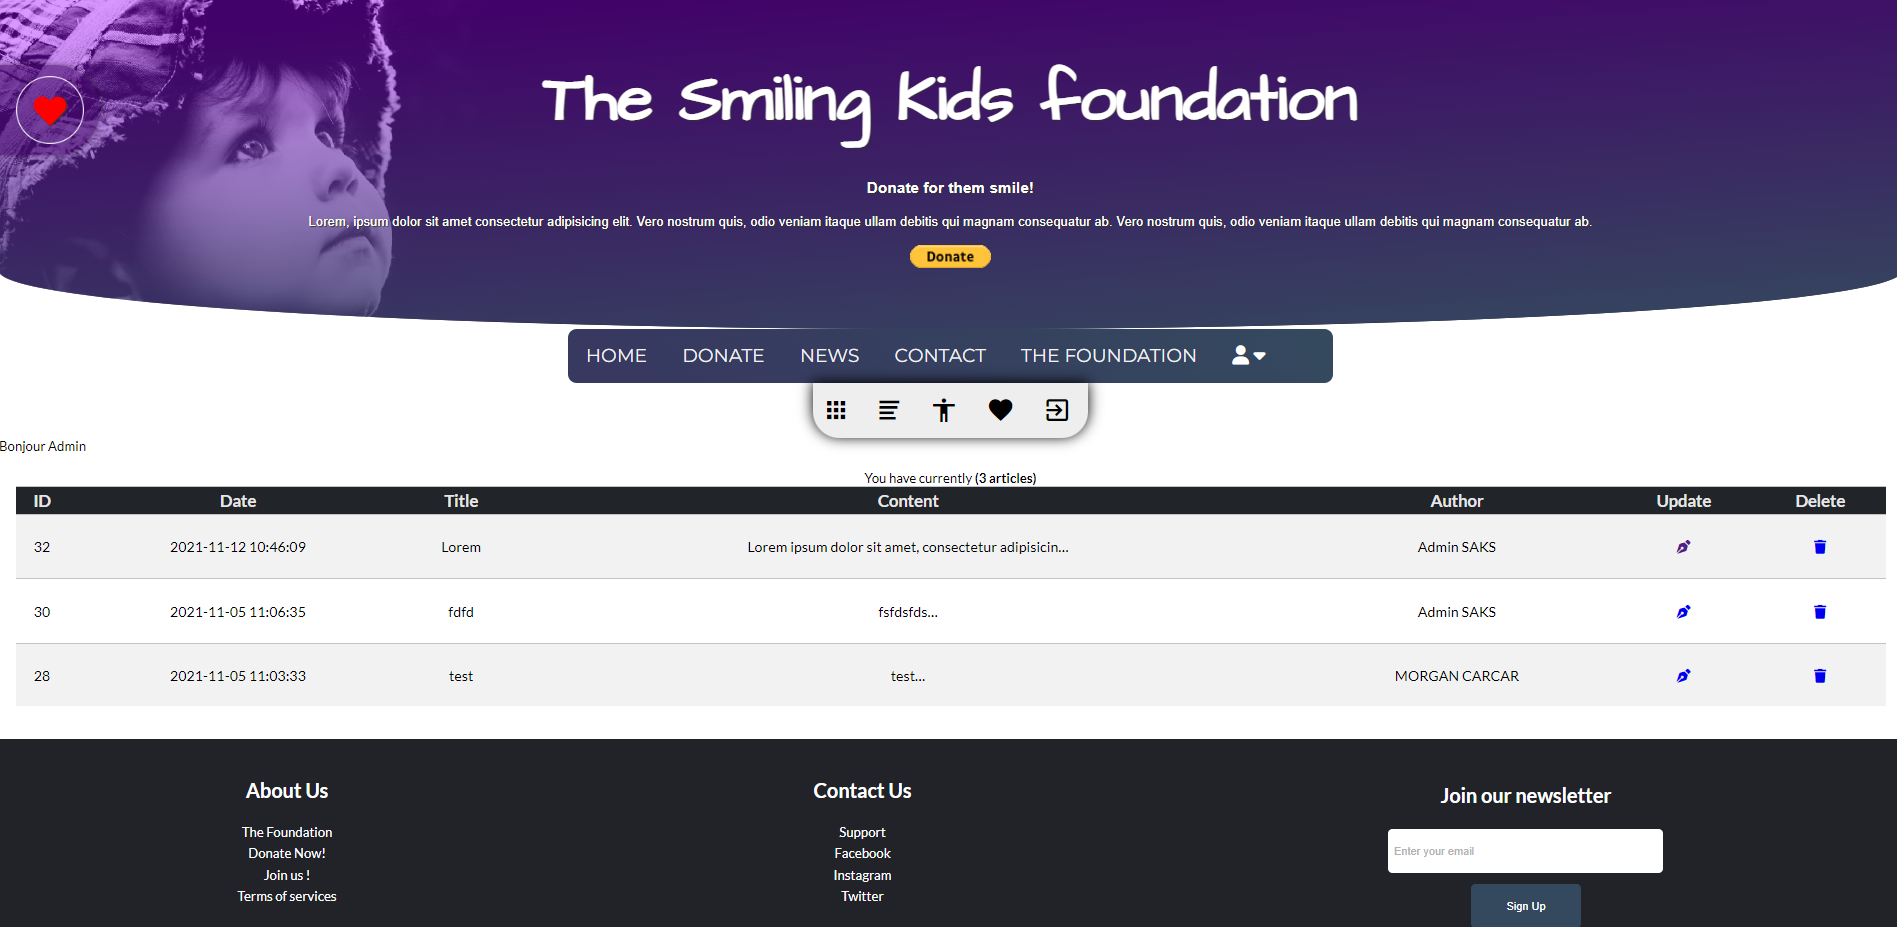 The Smiling Kids Foundation
Donate for them smile!
Lorem, ipsum dolor sit amet consectetur adipisicing elit. Vero nostrum quis, odio veniam itaque ullam debitis qui magnam consequatur ab. Vero nostrum quis, odio veniam itaque ullam debitis qui magnam consequatur ab.
Donate
HOME DONATE NEWS CONTACT THE FOUNDATION
Bonjour Admin
You have currently (3 articles)
ID Date Title Content Author Update Delete
32 2021-11-12 10:46:09 Lorem Lorem ipsum dolor sit amet, consectetur adipisicin... Admin SAKS
30 2021-11-05 11:06:35 fdfd fsfdsfds... Admin SAKS
28 2021-11-05 11:03:33 test test... MORGAN CARCAR
About Us
The Foundation
Donate Now!
Join us !
Terms of services
Contact Us
Support
Facebook
Instagram
Twitter
Join our newsletter
Enter your email
Sign Up